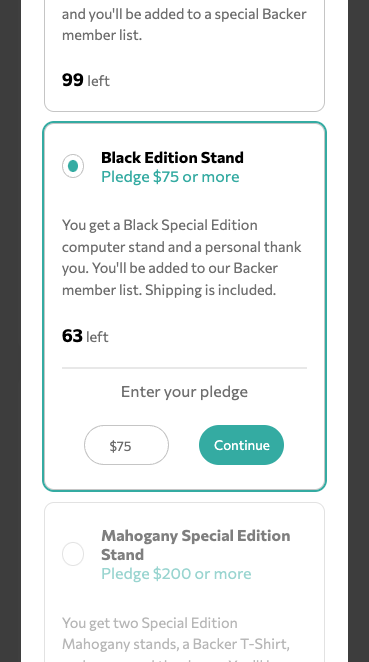 and you'll be added to a special Backer
member list.
99 left
Black Edition Stand
Pledge $75 or more
You get a Black Special Edition
computer stand and a personal thank
you. You'll be added to our Backer
member list. Shipping is included.
63 left
Enter your pledge
$75
Continue
Mahogany Special Edition
Stand
Pledge $200 or more
You get two Special Edition
Mahogany stands, a Backer T-Shirt,